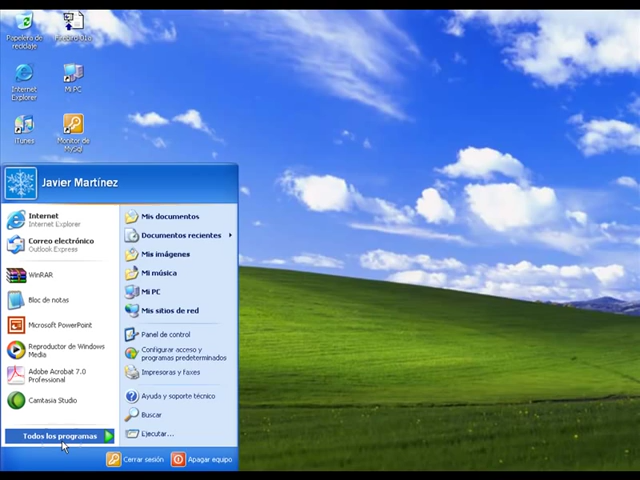 Papelera de
reciclaje
Internet
Explorer
Mi PC
iTunes
Monitor de
MySql
Javier Martínez
Internet
Internet Explorer
Correo electrónico
Outlook Express
WinRAR
Bloc de notas
Microsoft PowerPoint
Reproductor de Windows
Media
Adobe Acrobat 7.0
Professional
Camtasia Studio
Todos los programas
Mis documentos
Documentos recientes
Mis imágenes
Mi música
Mi PC
Mis sitios de red
Panel de control
Configurar acceso y
programas predeterminados
Impresoras y faxes
Ayuda y soporte técnico
Buscar
Ejecutar...
Cerrar sesión
Apagar equipo